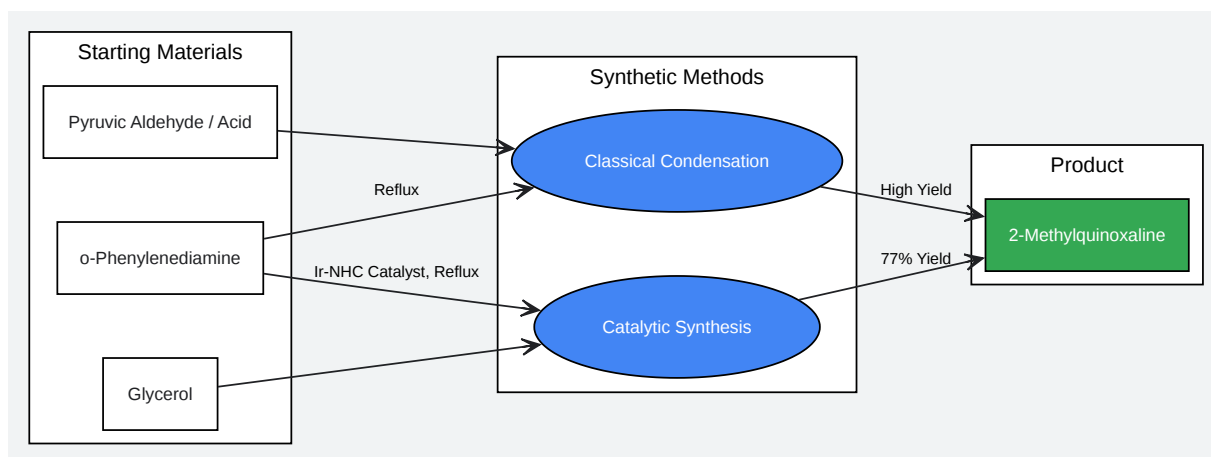 Starting Materials
Pyruvic Aldehyde / Acid
o-Phenylenediamine
Glycerol
Reflux
Ir-NHC Catalyst, Reflux
Synthetic Methods
Classical Condensation
Catalytic Synthesis
High Yield
77% Yield
Product
2-Methylquinoxaline